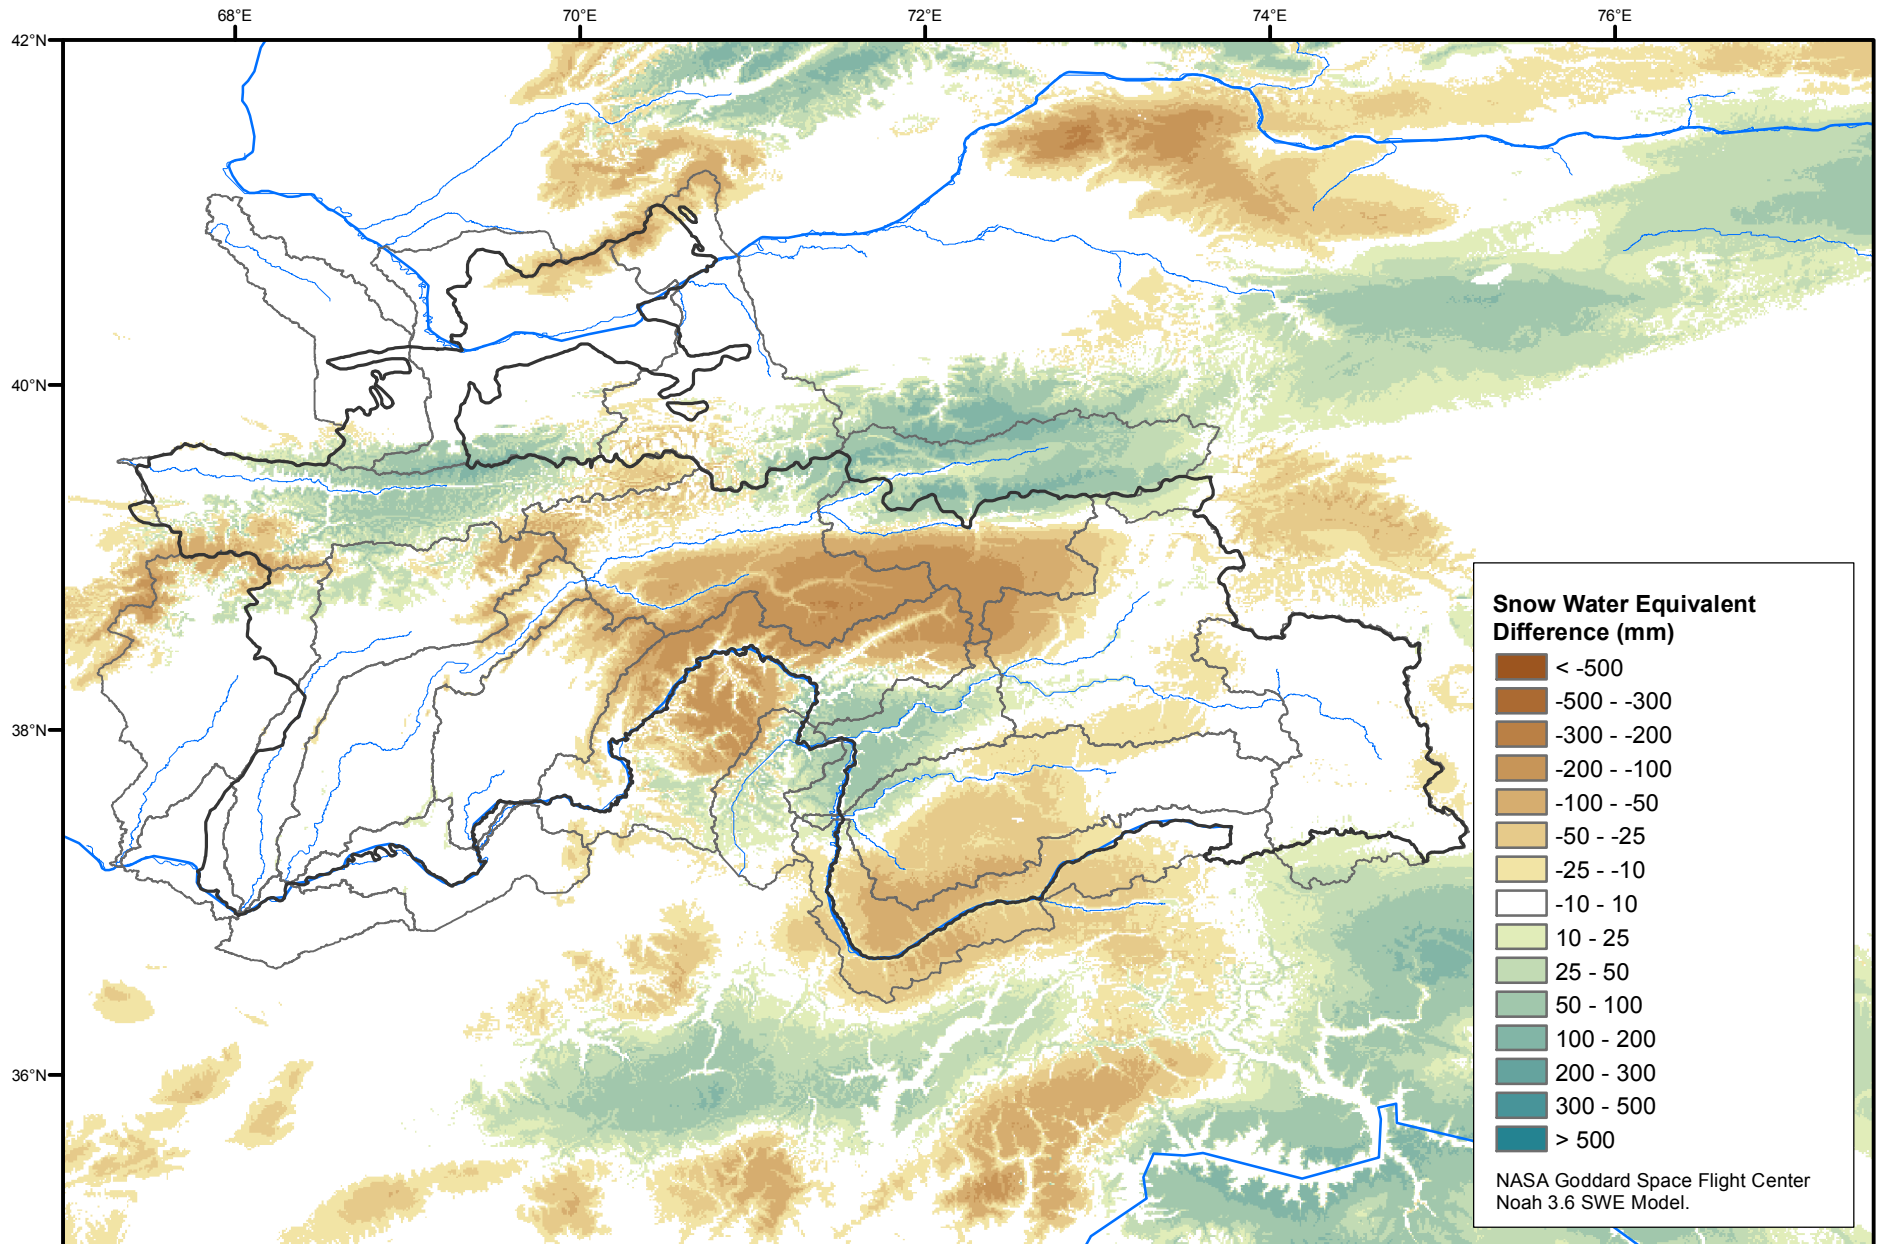 68°E 70°E 72°E 74°E 76°E
42°N
40°N
38°N
36°N
Snow Water Equivalent
Difference (mm)
< -500
-500 - -300
-300 - -200
-200 - -100
-100 - -50
-50 - -25
-25 - -10
-10 - 10
10 - 25
25 - 50
50 - 100
100 - 200
200 - 300
300 - 500
> 500
NASA Goddard Space Flight Center
Noah 3.6 SWE Model.